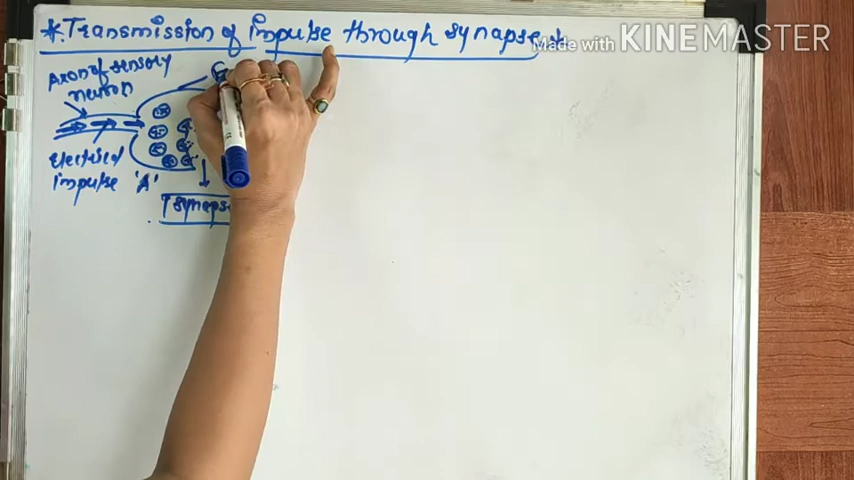 *. Transmission of impulse through synapse *
Made with KINEMASTER
Axon of sensory
neuron
Electrical
impulse 'A'
synapse